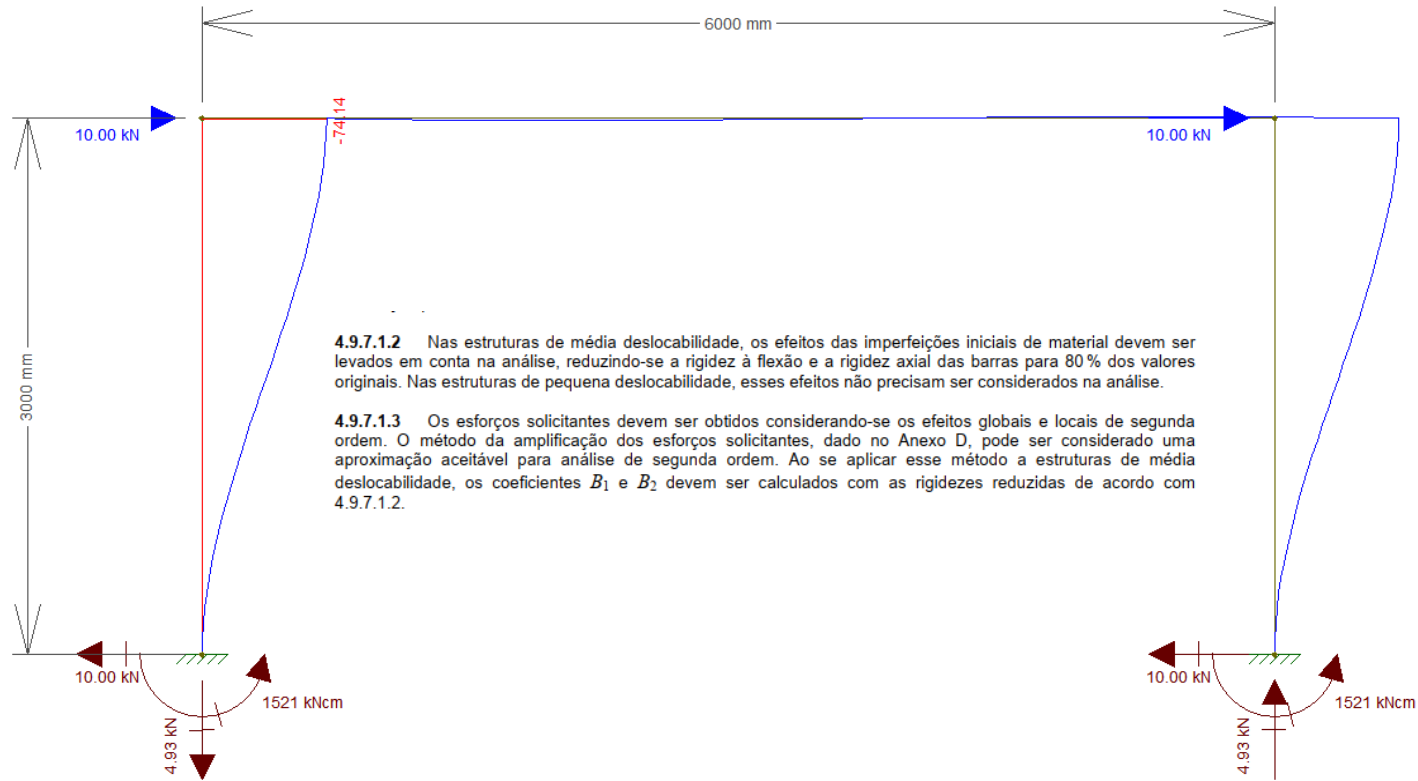 6000 mm
-74.14
10.00 kN
10.00 kN
3000 mm
4.9.7.1.2 Nas estruturas de média deslocabilidade, os efeitos das imperfeições iniciais de material devem ser
levados em conta na análise, reduzindo-se a rigidez à flexão e a rigidez axial das barras para 80 % dos valores
originais. Nas estruturas de pequena deslocabilidade, esses efeitos não precisam ser considerados na análise.
4.9.7.1.3 Os esforços solicitantes devem ser obtidos considerando-se os efeitos globais e locais de segunda
ordem. O método da amplificação dos esforços solicitantes, dado no Anexo D, pode ser considerado uma
aproximação aceitável para análise de segunda ordem. Ao se aplicar esse método a estruturas de média
deslocabilidade, os coeficientes B₁ e B₂ devem ser calculados com as rigidezes reduzidas de acordo com
4.9.7.1.2.
10.00 kN
1521 kNcm
4.93 kN
10.00 kN
1521 kNcm
4.93 kN